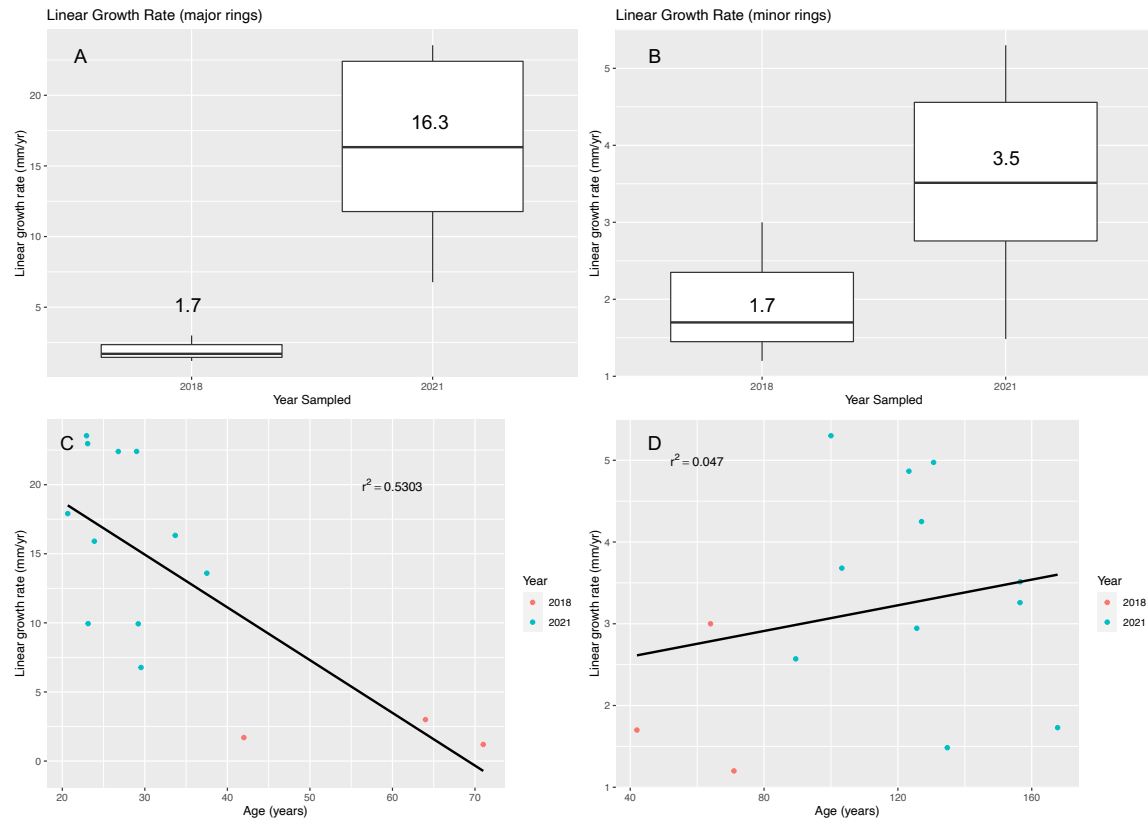 Linear Growth Rate (major rings)
A
Linear growth rate (mm/yr)
20
15
10
5
16.3
1.7
2018
2021
Year Sampled
Linear Growth Rate (minor rings)
B
Linear growth rate (mm/yr)
5
4
3
2
1
3.5
1.7
2018
2021
Year Sampled
C
r² = 0.5303
Linear growth rate (mm/yr)
20
15
10
5
0
20
30
40
50
60
70
Age (years)
Year
2018
2021
D
r² = 0.047
Linear growth rate (mm/yr)
5
4
3
2
1
40
80
120
160
Age (years)
Year
2018
2021